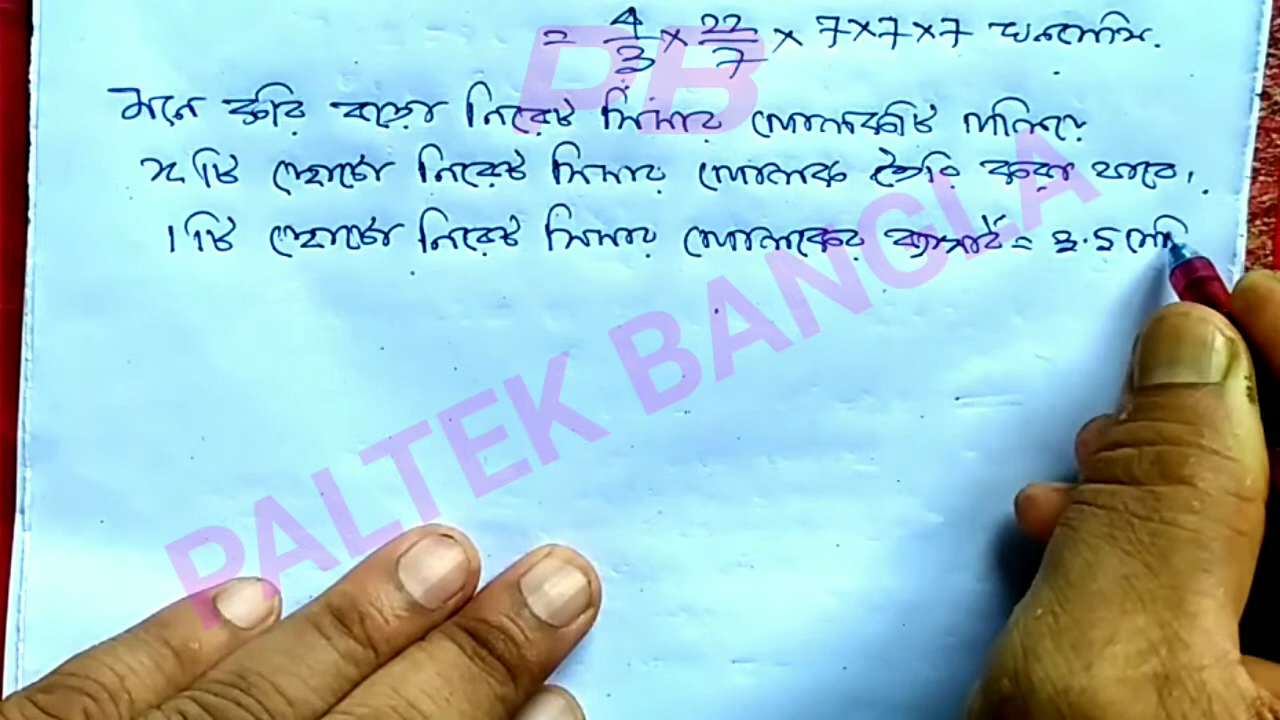 = 4/3 × 22/7 × 7×7×7 ঘনসেমি.
মনে করি বড়ো নিরেট সিসার গোলকটি গলিয়ে
x টি ছোটো নিরেট সিসার গোলক তৈরি করা যাবে।
1টি ছোটো নিরেট সিসার গোলকের ব্যাসার্ধ = 3.5 সেমি
PB
PALTEK BANGLA